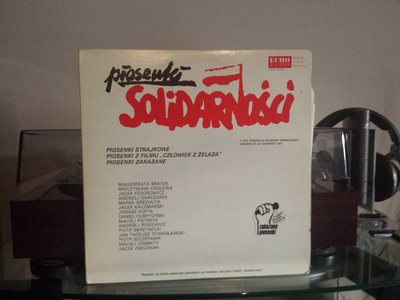 ECHO
piosenki
SOLIDARNOŚCI
PIOSENKI STRAJKOWE
PIOSENKI Z FILMU „CZŁOWIEK Z ŻELAZA"
PIOSENKI ZAKAZANE
MAŁGORZATA BRATEK
MIECZYSŁAW CHOLEWA
JACEK FEDOROWICZ
ANDRZEJ GARCZAREK
MAREK GRECHUTA
JACEK KACZMARSKI
JONASZ KOFTA
DANIEL OLBRYCHSKI
MACIEJ PIETRZYK
ANDRZEJ ROSIEWICZ
PIOTR SKRZYNECKI
JAN TADEUSZ STANISŁAWSKI
PIOTR SZCZEPANIK
MACIEJ ZEMBATY
JACEK ZWOŹNIAK
zakazane
piosenki